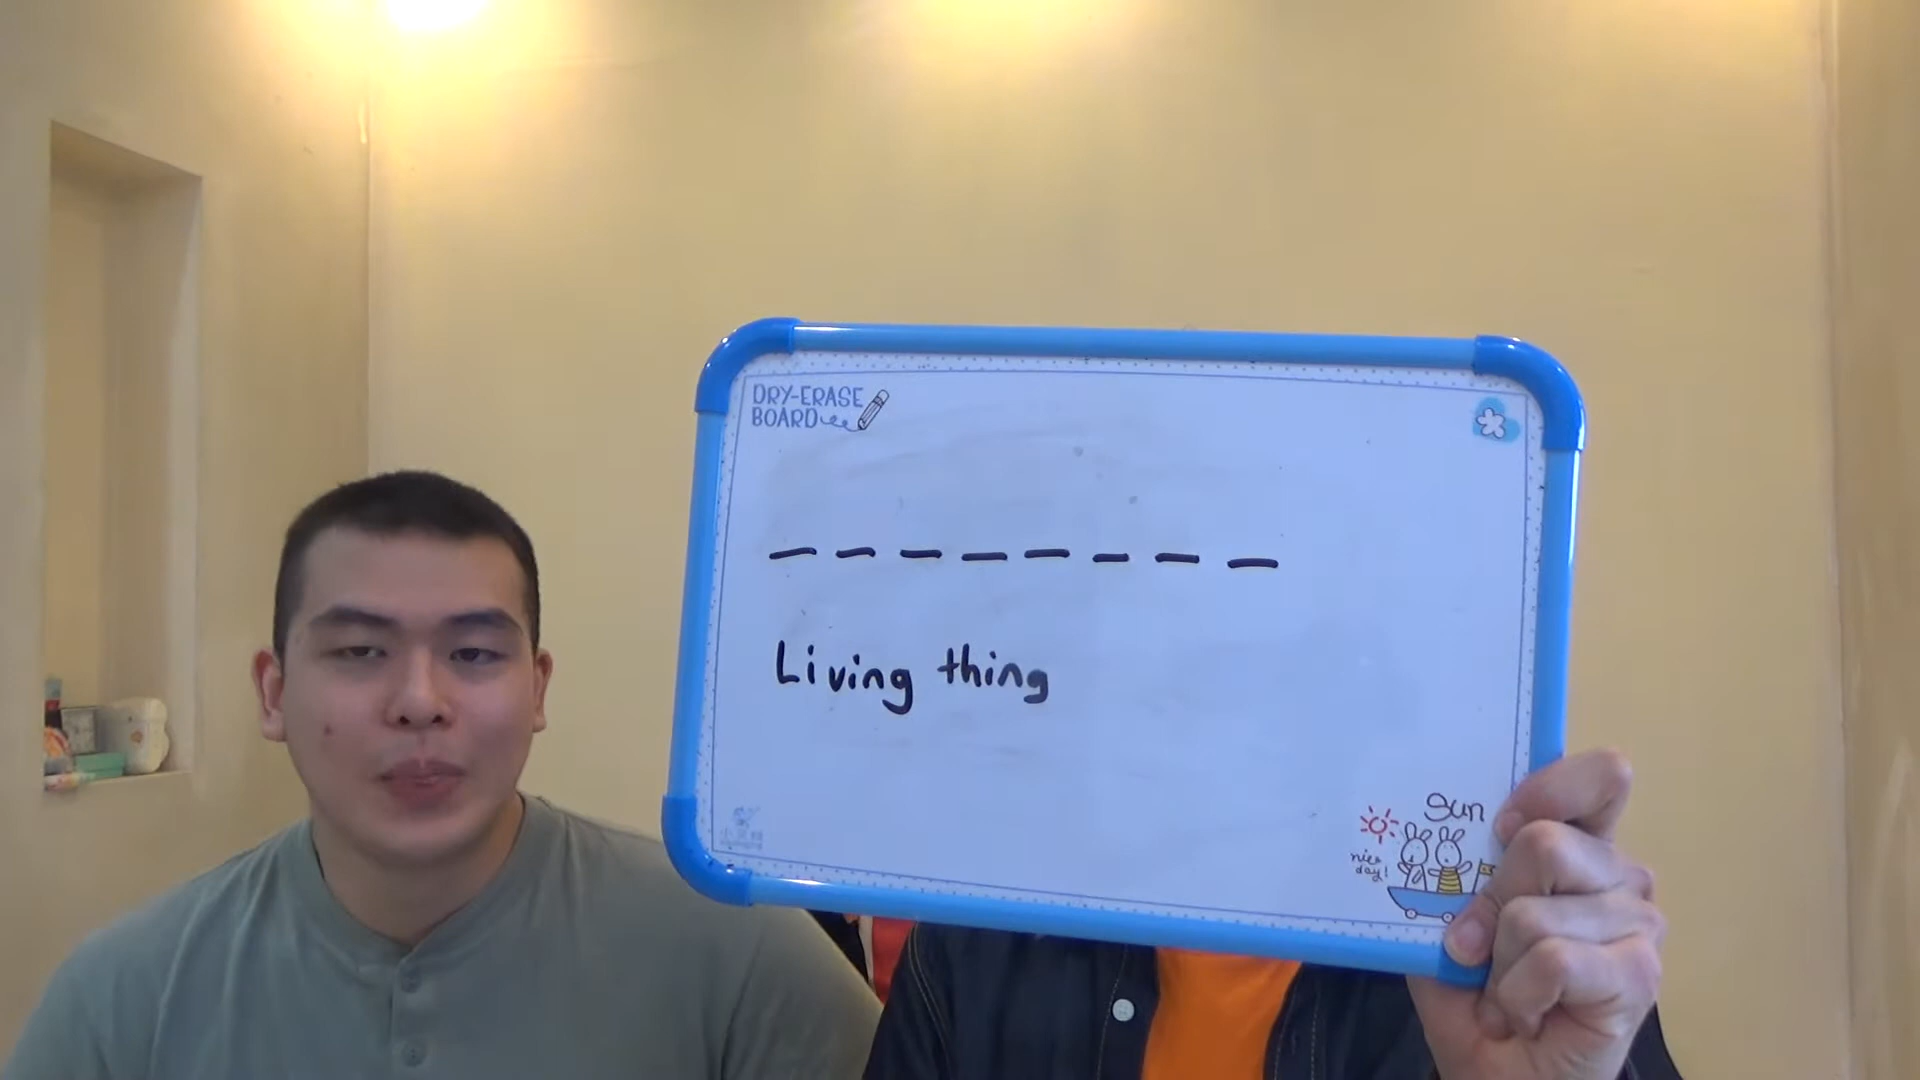 DRY-ERASE
BOARD
_ _ _ _ _ _ _ _
Living thing
Sun
nice
day!